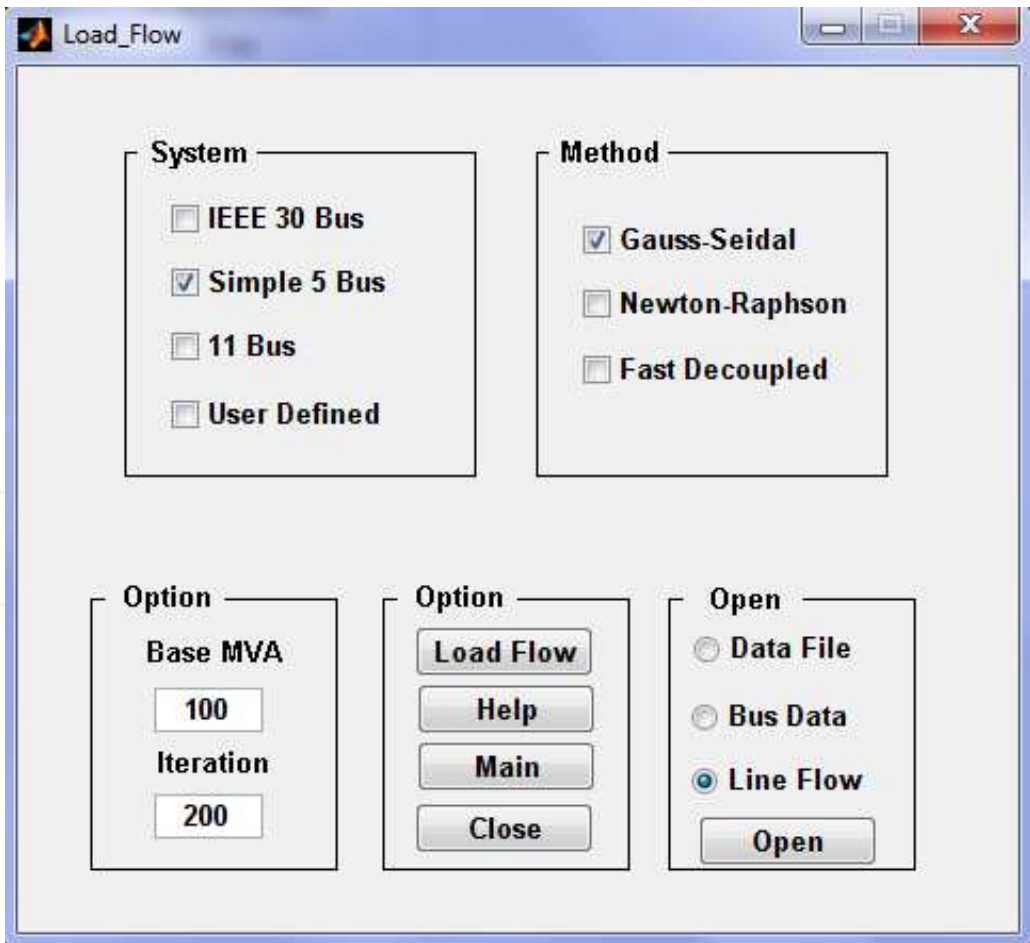 Load_Flow
System
IEEE 30 Bus
Simple 5 Bus
11 Bus
User Defined
Method
Gauss-Seidal
Newton-Raphson
Fast Decoupled
Option
Base MVA
100
Iteration
200
Option
Load Flow
Help
Main
Close
Open
Data File
Bus Data
Line Flow
Open